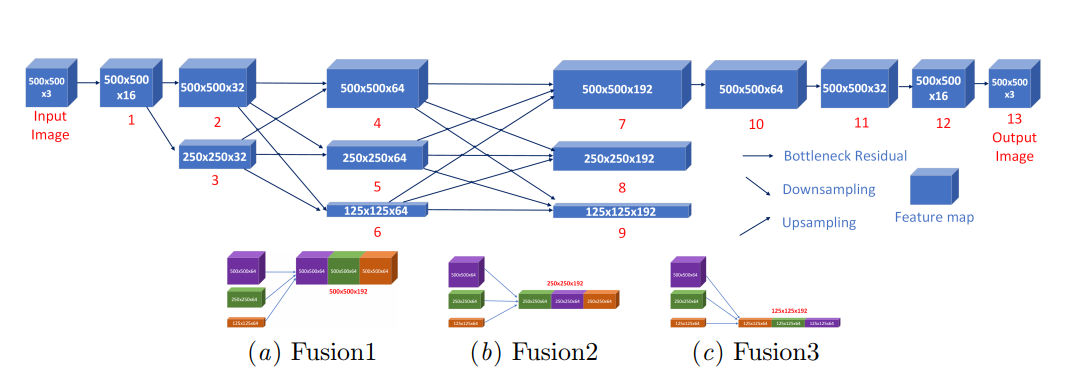 500x500
x3
Input
Image
500x500
x16
1
500x500x32
2
250x250x32
3
500x500x64
4
250x250x64
5
125x125x64
6
500x500x192
7
250x250x192
8
125x125x192
9
500x500x64
10
500x500x32
11
500x500
x16
12
500x500
x3
13
Output
Image
Bottleneck Residual
Downsampling
Upsampling
Feature map
500x500x64
250x250x64
125x125x64
500x500x64 250x500x64 500x500x64
500x500x192
(a) Fusion1
500x500x64
250x250x64
125x125x64
250x250x192
250x250x64 250x250x64 250x250x64
(b) Fusion2
500x500x64
250x250x64
125x125x64
125x125x192
125x125x64 125x125x64 125x125x64
(c) Fusion3